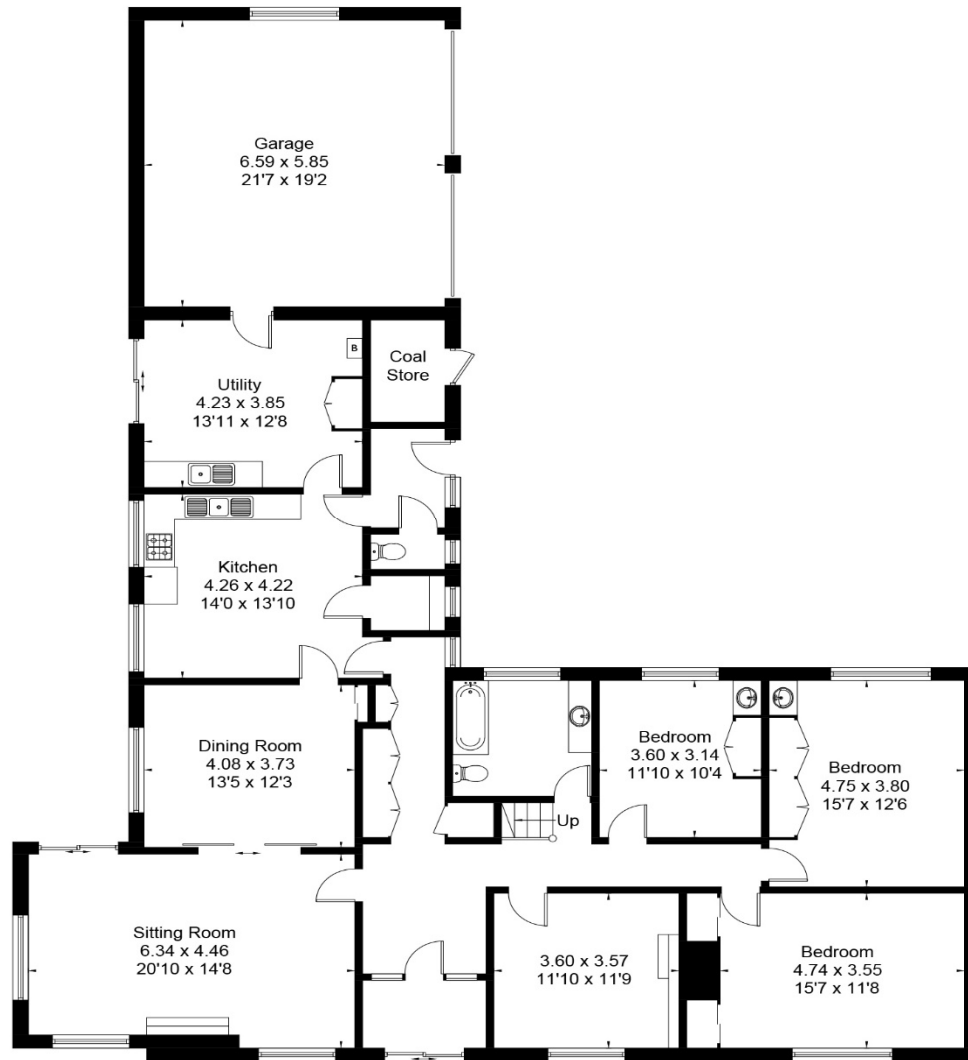 Garage
6.59 x 5.85
21'7 x 19'2
B
Coal
Store
Utility
4.23 x 3.85
13'11 x 12'8
Kitchen
4.26 x 4.22
14'0 x 13'10
Dining Room
4.08 x 3.73
13'5 x 12'3
Bedroom
3.60 x 3.14
11'10 x 10'4
Bedroom
4.75 x 3.80
15'7 x 12'6
Up
Sitting Room
6.34 x 4.46
20'10 x 14'8
3.60 x 3.57
11'10 x 11'9
Bedroom
4.74 x 3.55
15'7 x 11'8